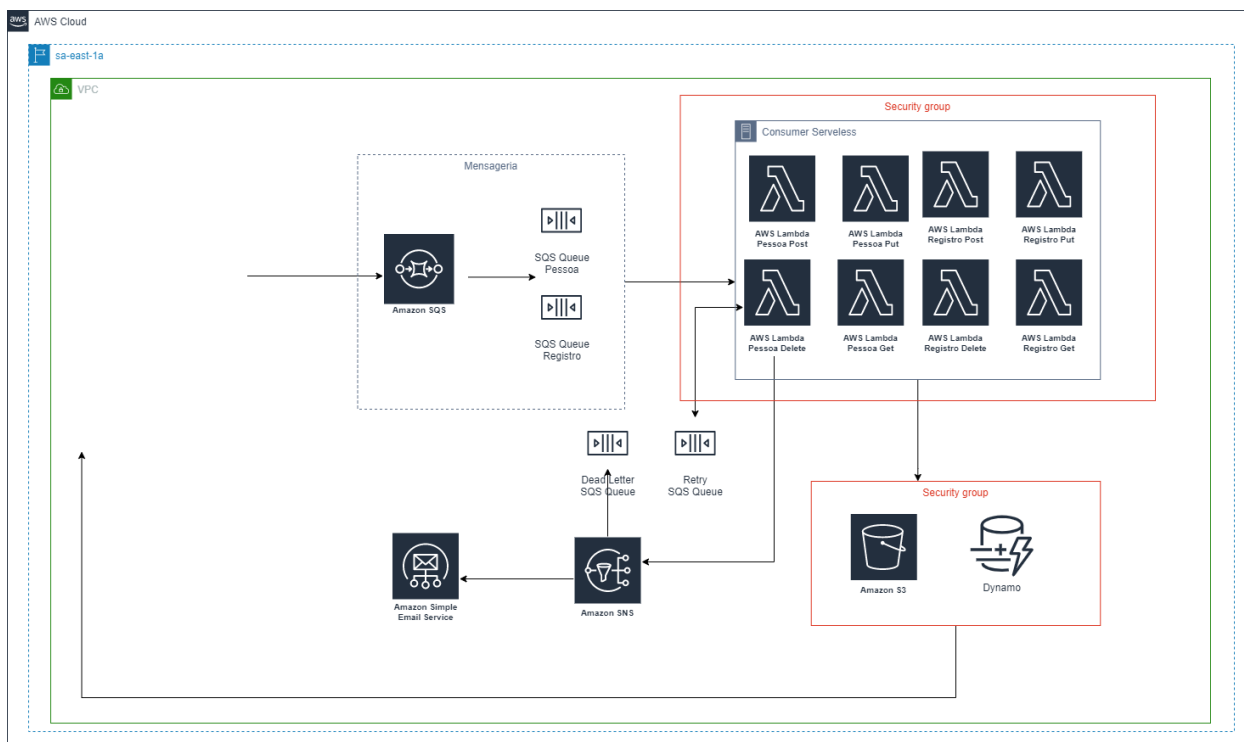 aws
AWS Cloud
sa-east-1a
VPC
Security group
Consumer Serveless
Mensageria
AWS Lambda
Pessoa Post
AWS Lambda
Pessoa Put
AWS Lambda
Registro Post
AWS Lambda
Registro Put
SQS Queue
Pessoa
Amazon SQS
SQS Queue
Registro
AWS Lambda
Pessoa Delete
AWS Lambda
Pessoa Get
AWS Lambda
Registro Delete
AWS Lambda
Registro Get
Dead Letter
SQS Queue
Retry
SQS Queue
Security group
Amazon S3
Dynamo
Amazon Simple
Email Service
Amazon SNS